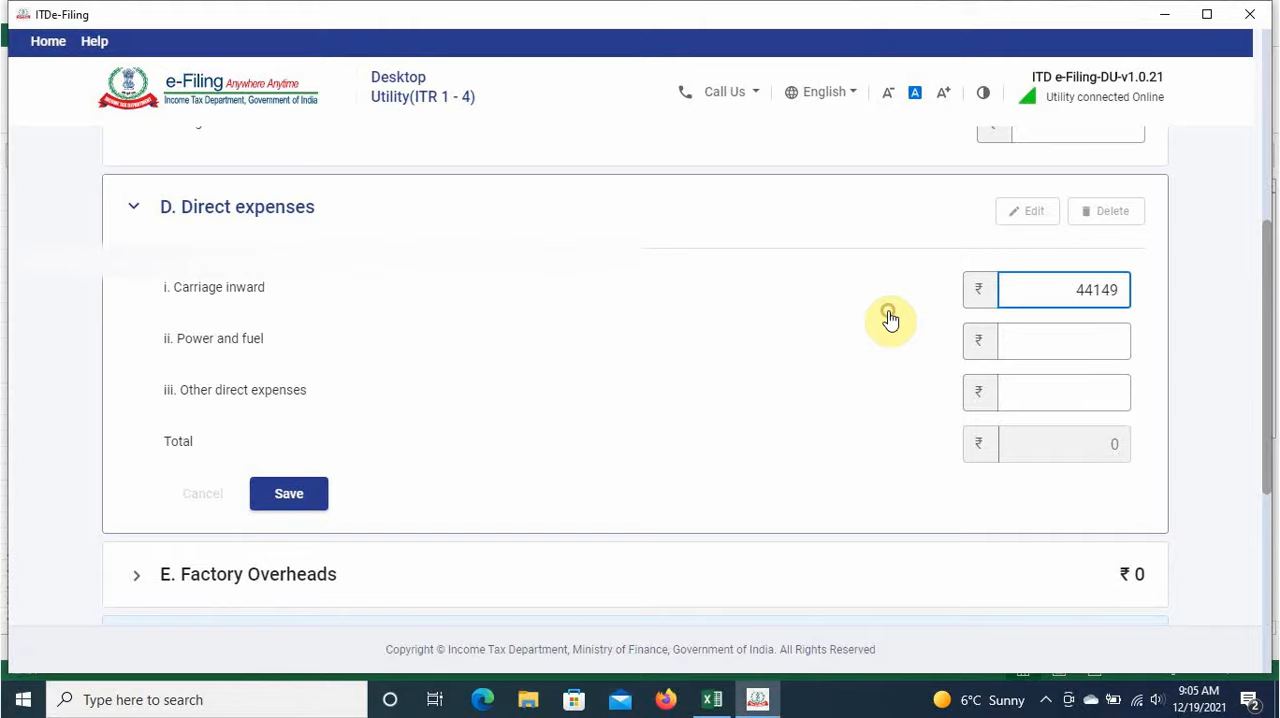 ITDe-Filing
Home Help
e-Filing Anywhere Anytime
Income Tax Department, Government of India
Desktop
Utility(ITR 1 - 4)
Call Us
English
A-
A
A+
ITD e-Filing-DU-v1.0.21
Utility connected Online
₹
D. Direct expenses
Edit
Delete
i. Carriage inward ₹ 44149
ii. Power and fuel ₹
iii. Other direct expenses ₹
Total ₹ 0
Cancel Save
E. Factory Overheads ₹ 0
Copyright © Income Tax Department, Ministry of Finance, Government of India. All Rights Reserved
Type here to search
6°C Sunny
9:05 AM
12/19/2021
2